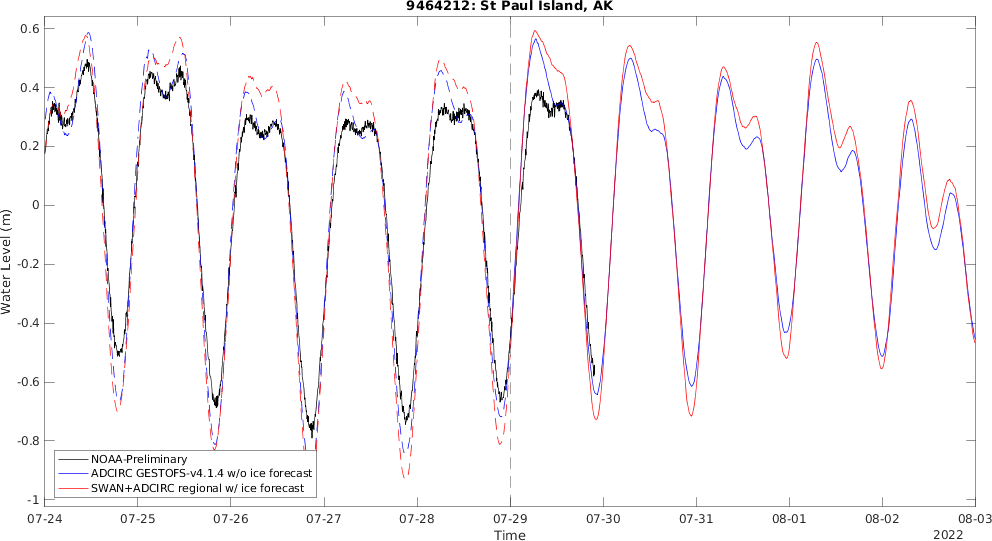 9464212: St Paul Island, AK
Water Level (m)
0.6
0.4
0.2
0
-0.2
-0.4
-0.6
-0.8
-1
NOAA-Preliminary
ADCIRC GESTOFS-v4.1.4 w/o ice forecast
SWAN+ADCIRC regional w/ ice forecast
07-24 07-25 07-26 07-27 07-28 07-29 07-30 07-31 08-01 08-02 08-03
Time
2022